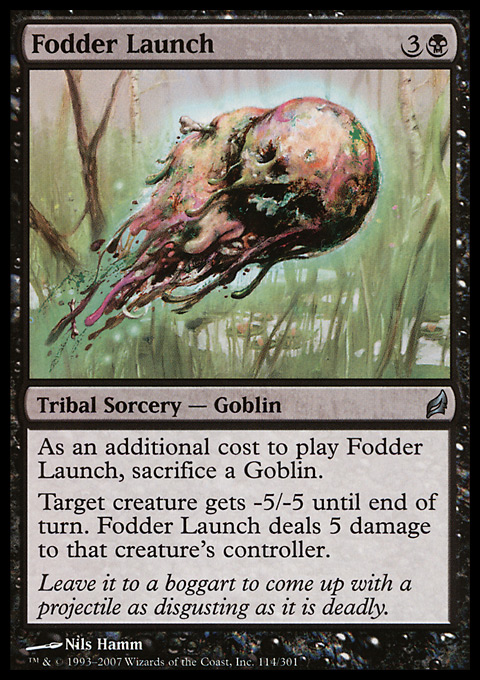 Fodder Launch 3
Tribal Sorcery — Goblin
As an additional cost to play Fodder
Launch, sacrifice a Goblin.
Target creature gets -5/-5 until end of
turn. Fodder Launch deals 5 damage
to that creature's controller.
Leave it to a boggart to come up with a
projectile as disgusting as it is deadly.
Nils Hamm
™ & © 1993–2007 Wizards of the Coast, Inc. 114/301